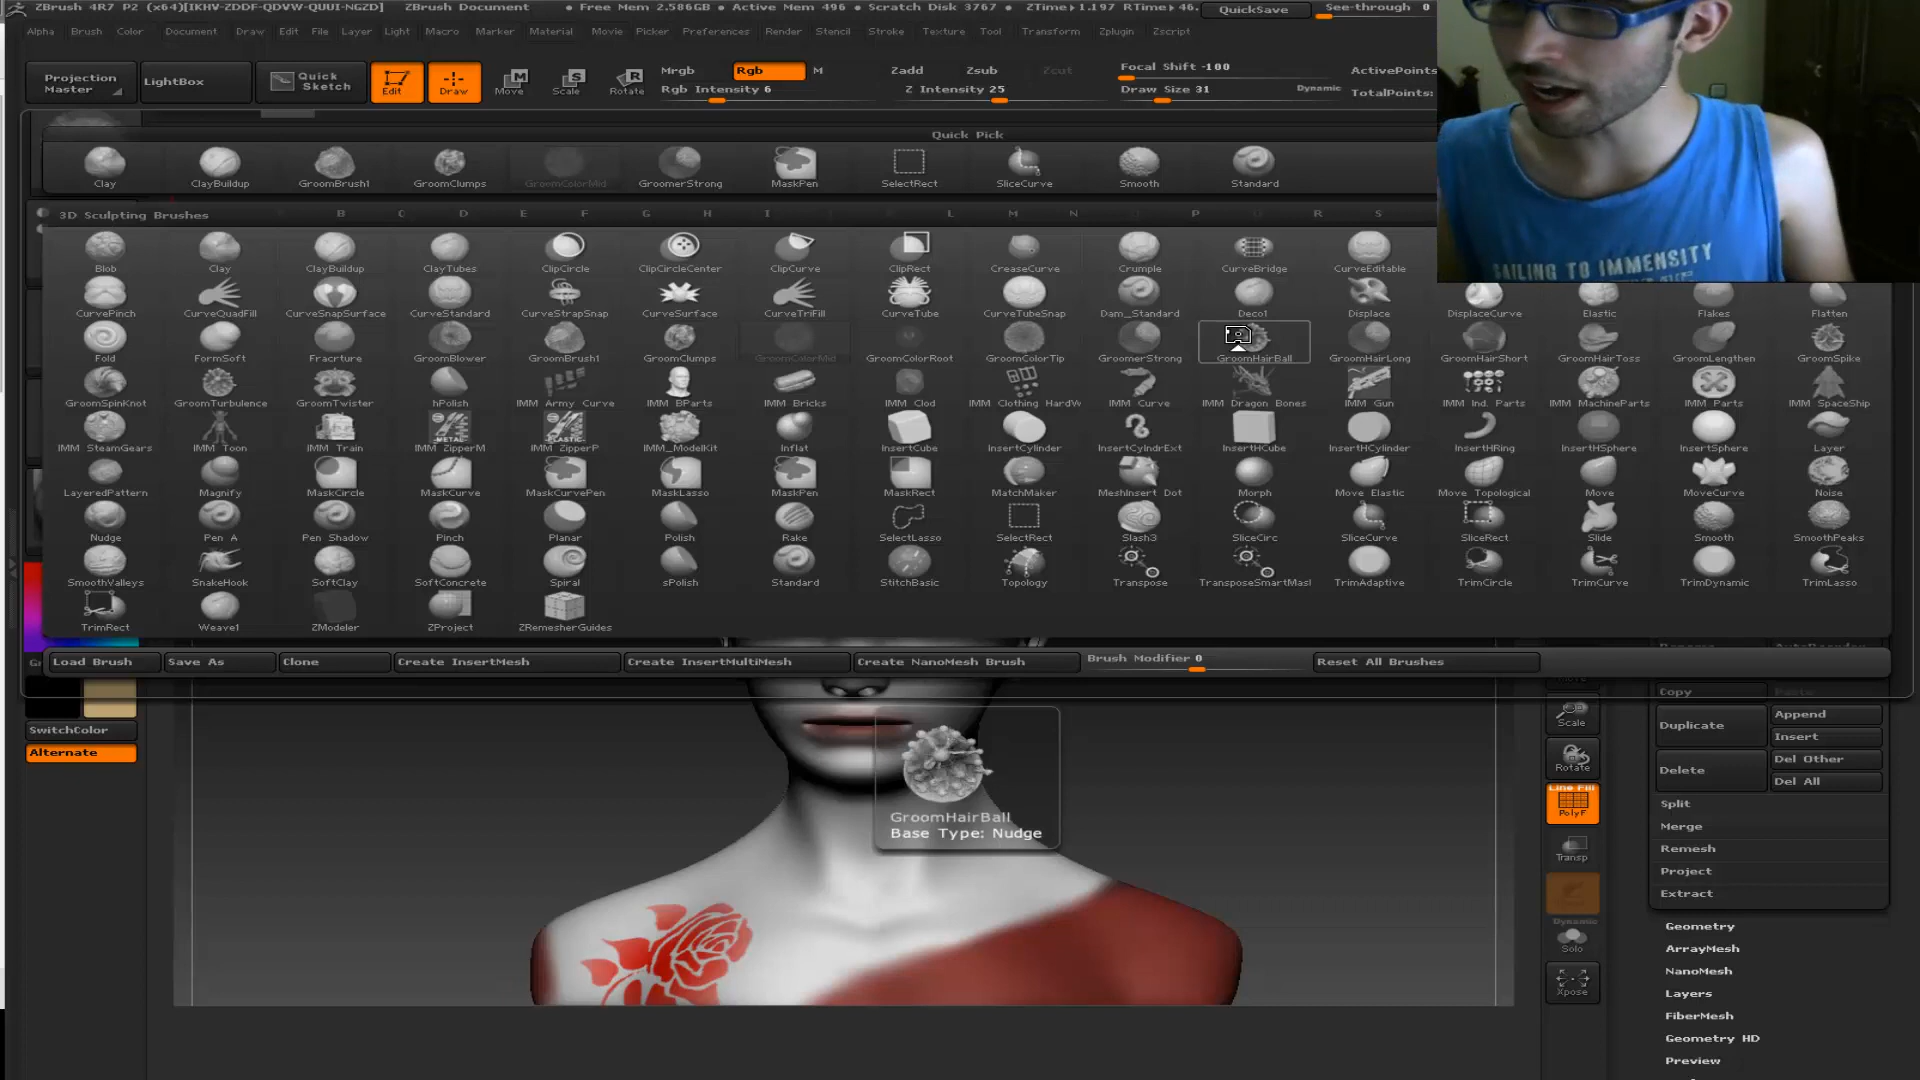 ZBrush 4R7 P2 (x64)[IKHV-ZDDF-QDVW-QUUI-NGZD] ZBrush Document • Free Mem 2.586GB • Active Mem 496 • Scratch Disk 3767 • ZTime▸1.197 RTime▸46. QuickSave See-through 0
Alpha Brush Color Document Draw Edit File Layer Light Macro Marker Material Movie Picker Preferences Render Stencil Stroke Texture Tool Transform Zplugin Zscript
Projection Master LightBox Quick Sketch Edit Draw Move Scale Rotate Mrgb Rgb M Zadd Zsub Zcut Focal Shift -100 ActivePoints:
Rgb Intensity 6 Z Intensity 25 Draw Size 31 Dynamic TotalPoints:
Quick Pick
Clay ClayBuildup GroomBrush1 GroomClumps GroomColorMid GroomerStrong MaskPen SelectRect SliceCurve Smooth Standard
3D Sculpting Brushes B C D E F G H I L M N P R S
Blob Clay ClayBuildup ClayTubes ClipCircle ClipCircleCenter ClipCurve ClipRect CreaseCurve Crumple CurveBridge CurveEditable
CurvePinch CurveQuadFill CurveSnapSurface CurveStandard CurveStrapSnap CurveSurface CurveTriFill CurveTube CurveTubeSnap Dam_Standard Deco1 Displace DisplaceCurve Elastic Flakes Flatten
Fold FormSoft Fracrture GroomBlower GroomBrush1 GroomClumps GroomColorMid GroomColorRoot GroomColorTip GroomerStrong GroomHairBall GroomHairLong GroomHairShort GroomHairToss GroomLengthen GroomSpike
GroomSpinKnot GroomTurbulence GroomTwister hPolish IMM Army Curve IMM BParts IMM Bricks IMM Clod IMM Clothing HardW IMM Curve IMM Dragon Bones IMM Gun IMM Ind. Parts IMM MachineParts IMM Parts IMM SpaceShip
IMM SteamGears IMM Toon IMM Train IMM ZipperM IMM ZipperP IMM_ModelKit Inflat InsertCube InsertCylinder InsertCylndrExt InsertHCube InsertHCylinder InsertHRing InsertHSphere InsertSphere Layer
LayeredPattern Magnify MaskCircle MaskCurve MaskCurvePen MaskLasso MaskPen MaskRect MatchMaker MeshInsert Dot Morph Move Elastic Move Topological Move MoveCurve Noise
Nudge Pen A Pen Shadow Pinch Planar Polish Rake SelectLasso SelectRect Slash3 SliceCirc SliceCurve SliceRect Slide Smooth SmoothPeaks
SmoothValleys SnakeHook SoftClay SoftConcrete Spiral sPolish Standard StitchBasic Topology Transpose TransposeSmartMasl TrimAdaptive TrimCircle TrimCurve TrimDynamic TrimLasso
TrimRect Weave1 ZModeler ZProject ZRemesherGuides
Load Brush Save As Clone Create InsertMesh Create InsertMultiMesh Create NanoMesh Brush Brush Modifier 0 Reset All Brushes
SwitchColor
Alternate
GroomHairBall
Base Type: Nudge
Scale
Rotate
Line Fill
PolyF
Transp
Dynamic
Solo
Xpose
Copy
Duplicate Append
Insert
Delete Del Other
Del All
Split
Merge
Remesh
Project
Extract
Geometry
ArrayMesh
NanoMesh
Layers
FiberMesh
Geometry HD
Preview
SAILING TO IMMENSITY